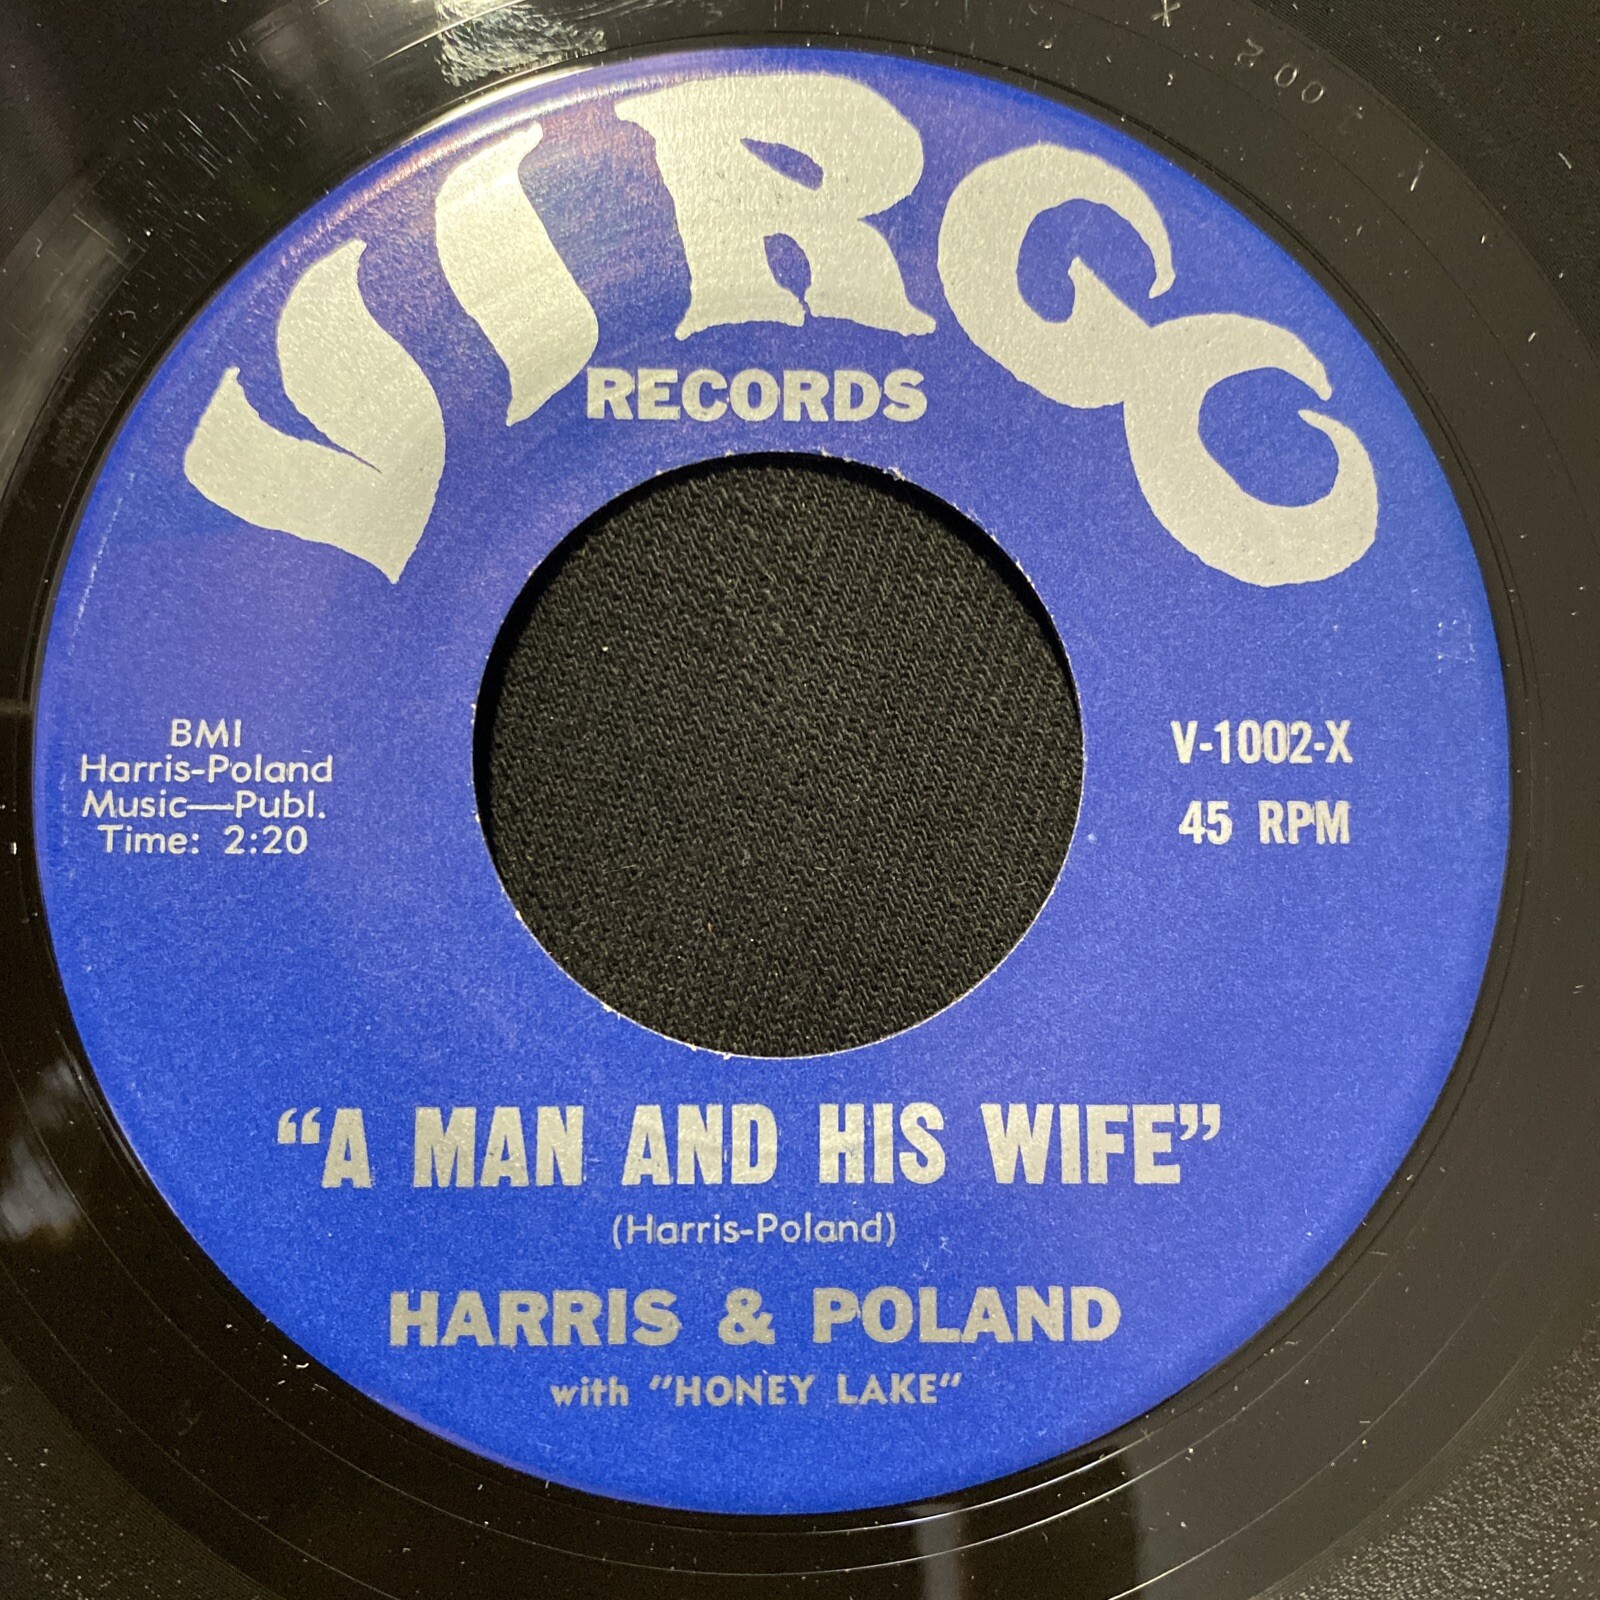 VIRGO
RECORDS
BMI
Harris-Poland
Music—Publ.
Time: 2:20
V-1002-X
45 RPM
“A MAN AND HIS WIFE”
(Harris-Poland)
HARRIS & POLAND
with "HONEY LAKE"